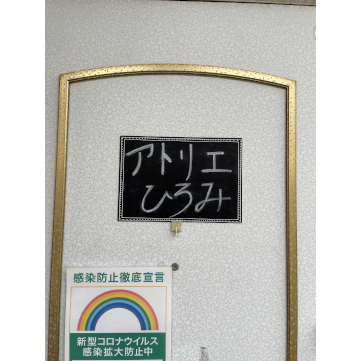 アトリエ
ひろみ
感染防止徹底宣言
新型コロナウイルス
感染拡大防止中